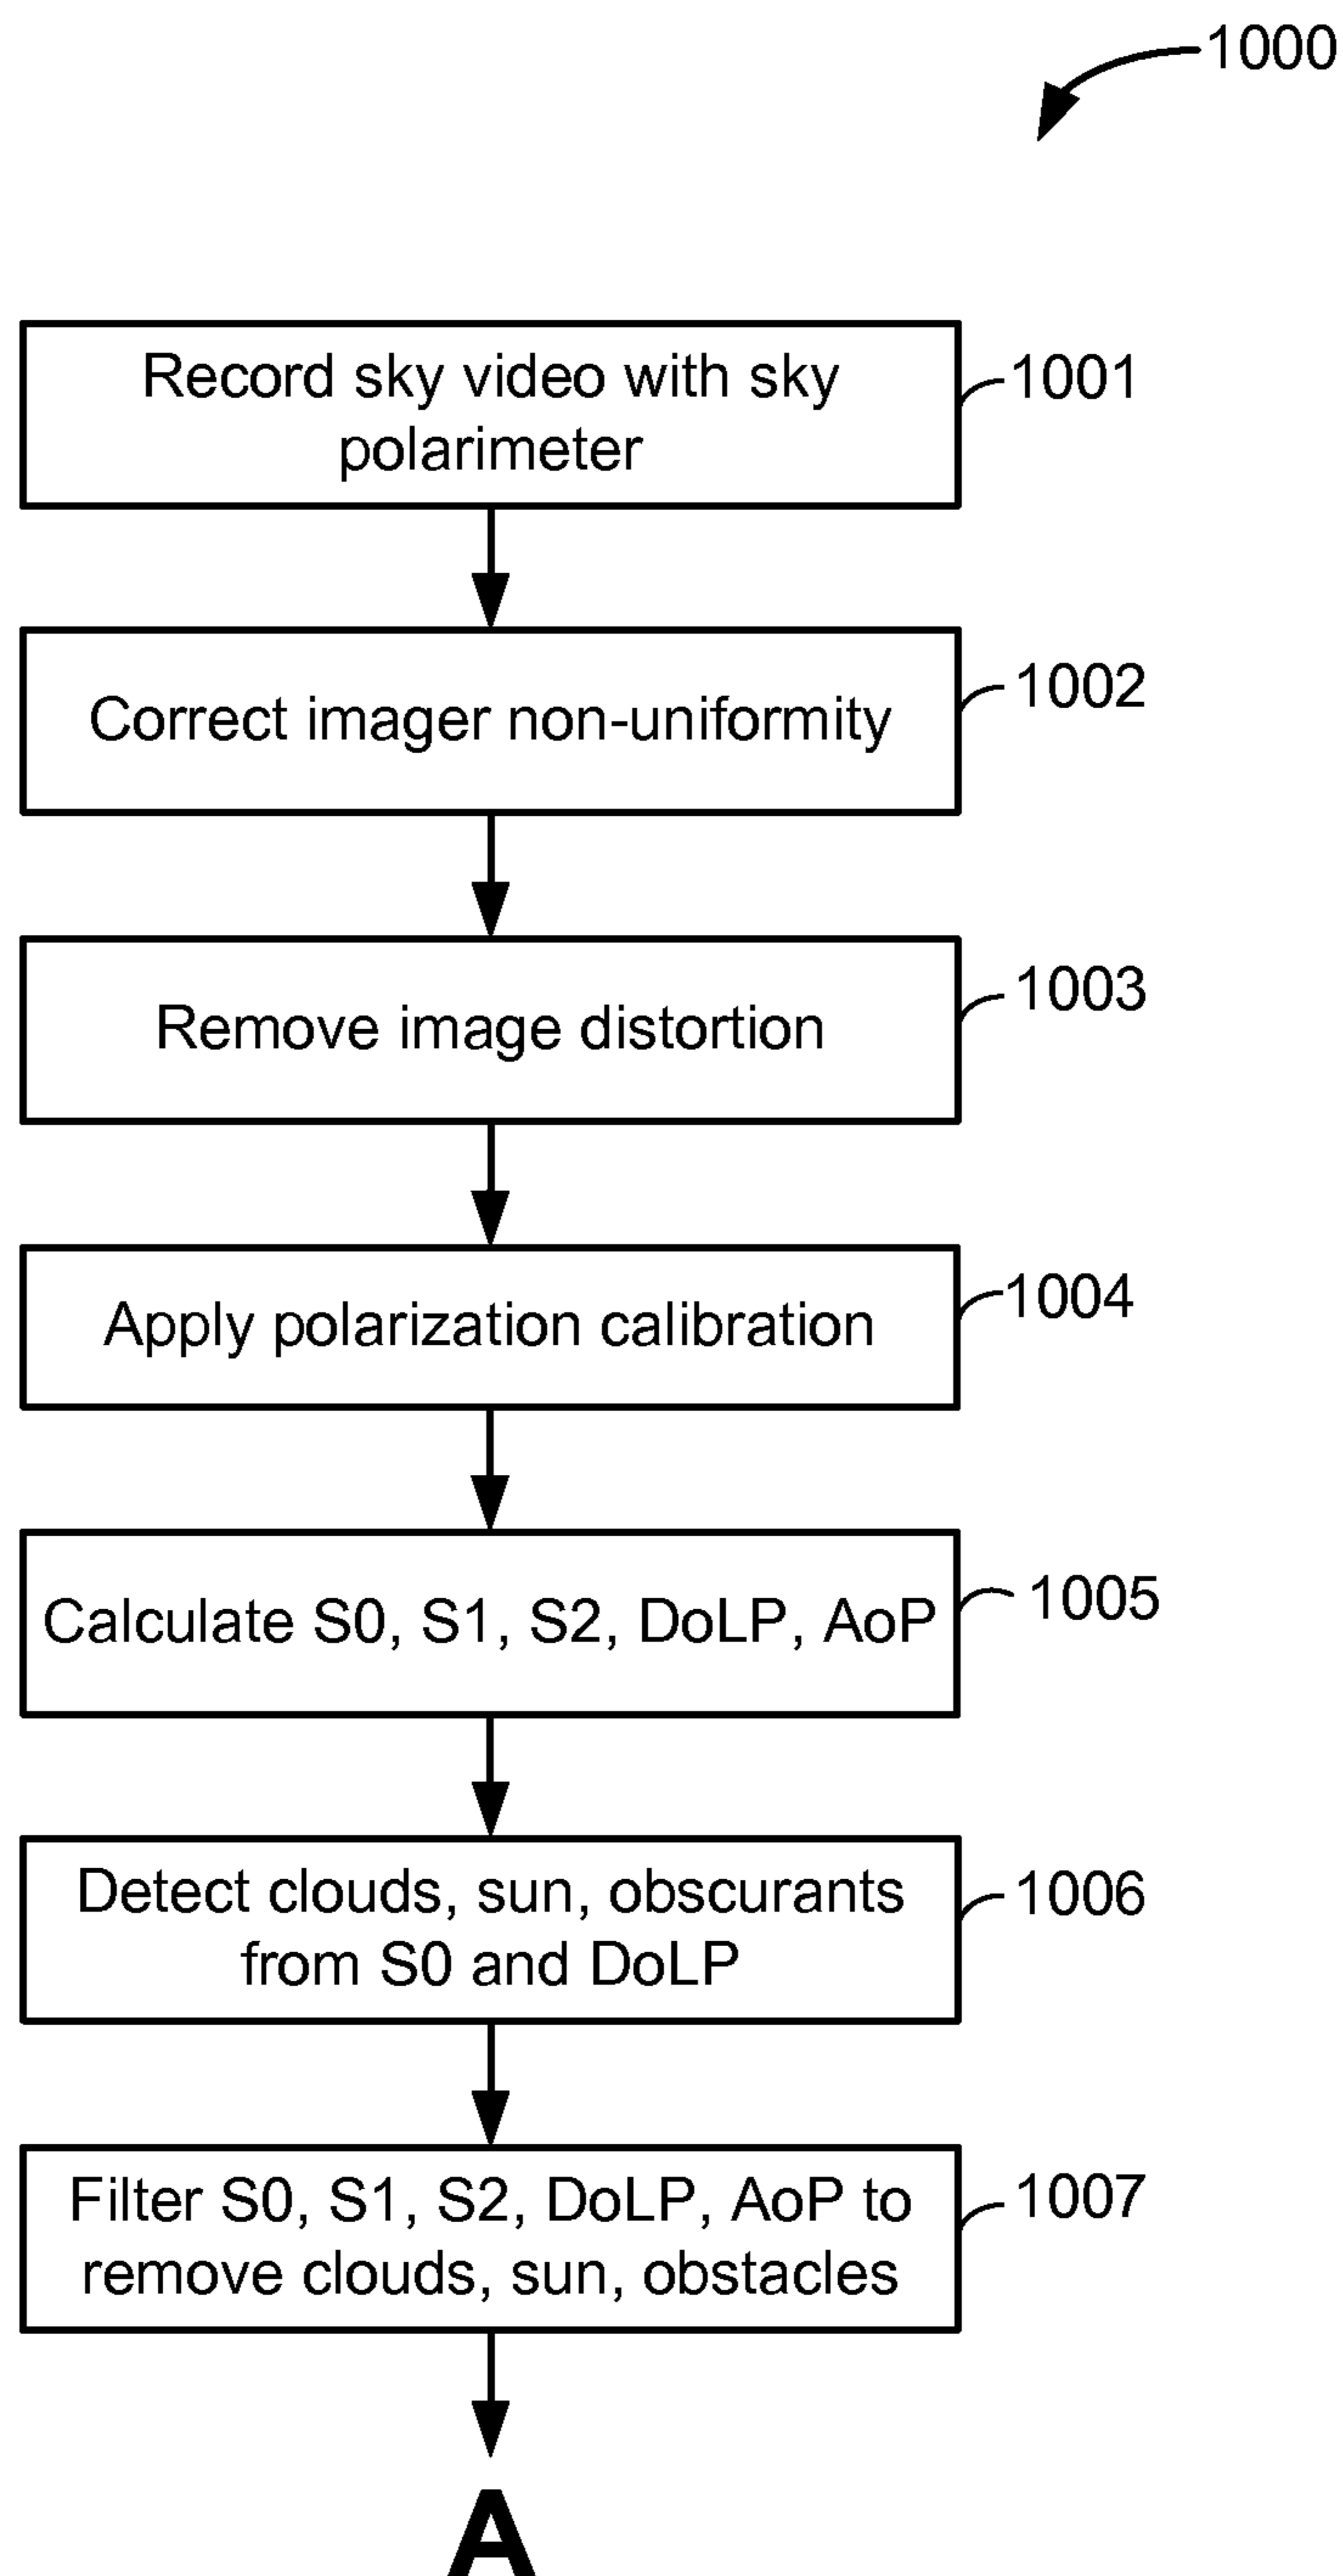 1000
Record sky video with sky
polarimeter
1001
Correct imager non-uniformity
1002
Remove image distortion
1003
Apply polarization calibration
1004
Calculate S0, S1, S2, DoLP, AoP
1005
Detect clouds, sun, obscurants
from S0 and DoLP
1006
Filter S0, S1, S2, DoLP, AoP to
remove clouds, sun, obstacles
1007
A